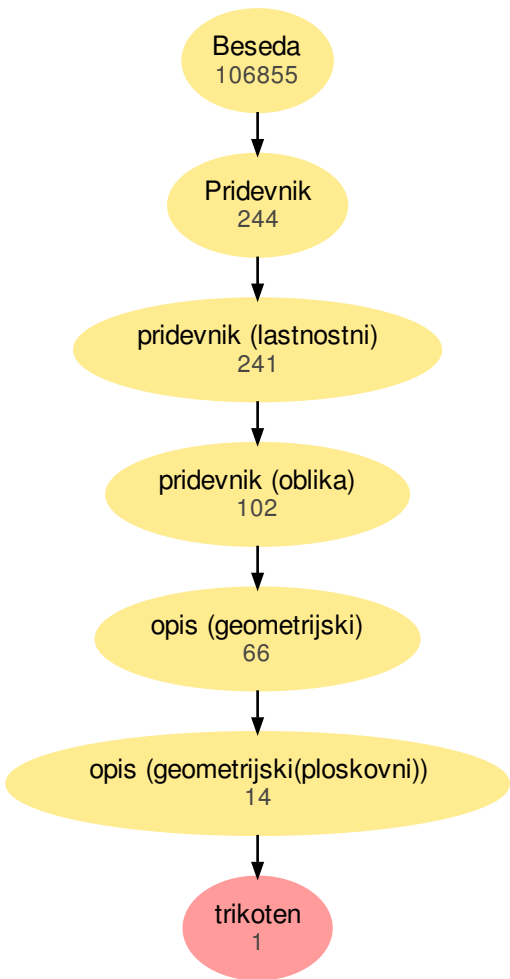 Beseda
106855
Pridevnik
244
pridevnik (lastnostni)
241
pridevnik (oblika)
102
opis (geometrijski)
66
opis (geometrijski(ploskovni))
14
trikoten
1